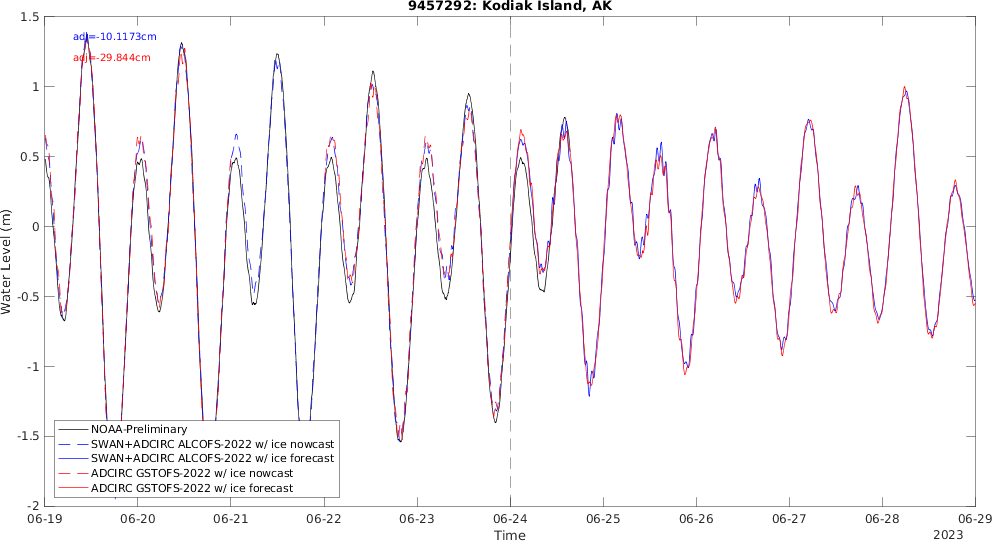 9457292: Kodiak Island, AK
1.5
adj=-10.1173cm
adj=-29.844cm
1
0.5
0
-0.5
-1
-1.5
-2
Water Level (m)
NOAA-Preliminary
SWAN+ADCIRC ALCOFS-2022 w/ ice nowcast
SWAN+ADCIRC ALCOFS-2022 w/ ice forecast
ADCIRC GSTOFS-2022 w/ ice nowcast
ADCIRC GSTOFS-2022 w/ ice forecast
06-19 06-20 06-21 06-22 06-23 06-24 06-25 06-26 06-27 06-28 06-29
Time
2023